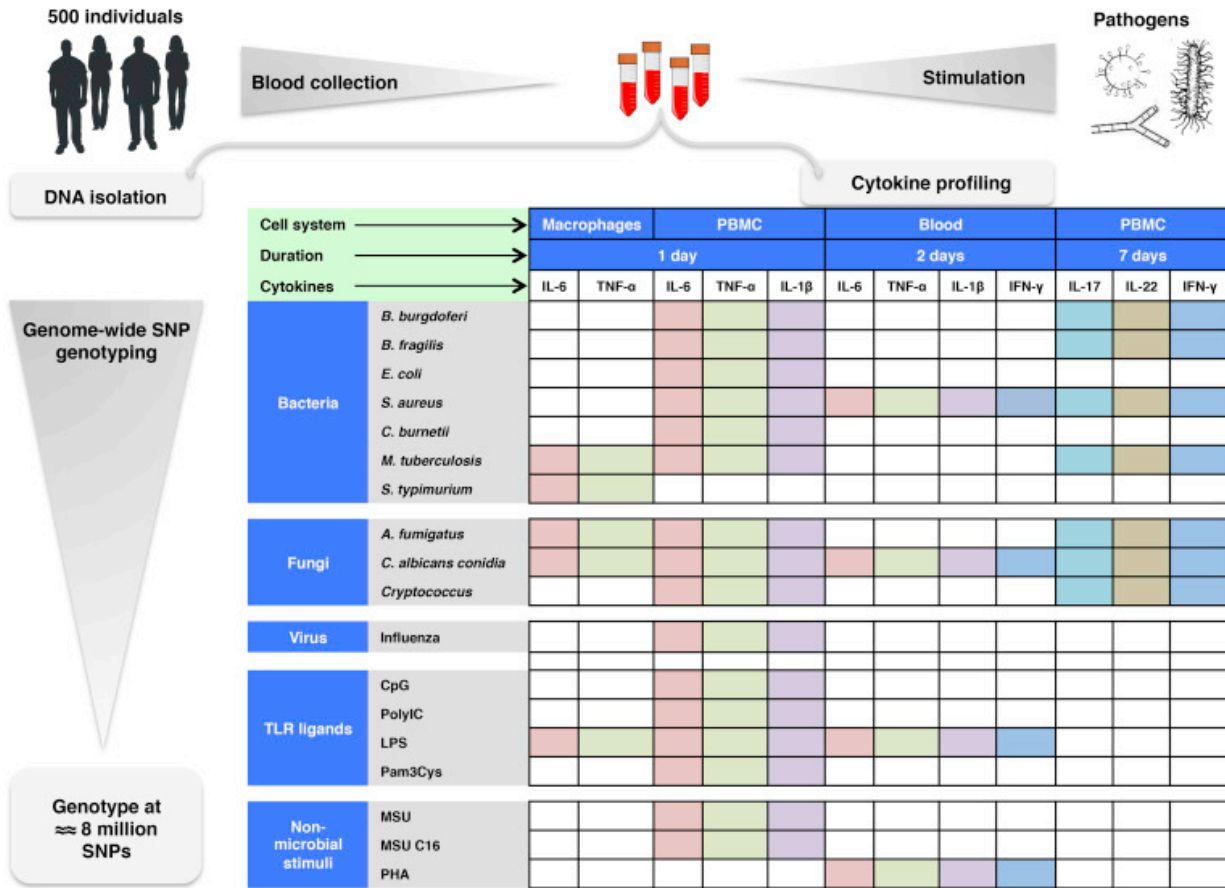 500 individuals
Pathogens
Blood collection
Stimulation
DNA isolation
Cytokine profiling
Cell system
Macrophages PBMC Blood PBMC
Duration
1 day 2 days 7 days
Cytokines
IL-6 TNF-α IL-6 TNF-α IL-1β IL-6 TNF-α IL-1β IFN-γ IL-17 IL-22 IFN-γ
Genome-wide SNP
genotyping
Bacteria
B. burgdoferi
B. fragilis
E. coli
S. aureus
C. burnetii
M. tuberculosis
S. typimurium
Fungi
A. fumigatus
C. albicans conidia
Cryptococcus
Virus
Influenza
TLR ligands
CpG
PolyIC
LPS
Pam3Cys
Genotype at
≈≈ 8 million
SNPs
Non-
microbial
stimuli
MSU
MSU C16
PHA